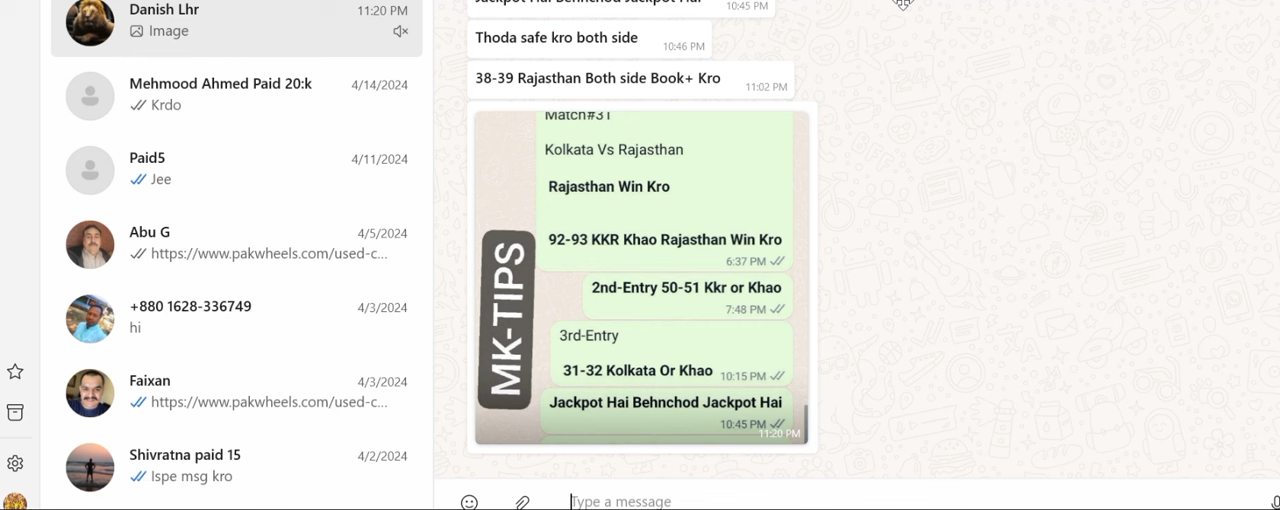 Danish Lhr
11:20 PM
Image
Mehmood Ahmed Paid 20:k
4/14/2024
Krdo
Paid5
4/11/2024
Jee
Abu G
4/5/2024
https://www.pakwheels.com/used-c...
+880 1628-336749
4/3/2024
hi
Faixan
4/3/2024
https://www.pakwheels.com/used-c...
Shivratna paid 15
4/2/2024
Ispe msg kro
Jackpot Hai Behnchod Jackpot Hai
10:45 PM
Thoda safe kro both side
10:46 PM
38-39 Rajasthan Both side Book+ Kro
11:02 PM
Match#31
Kolkata Vs Rajasthan
Rajasthan Win Kro
92-93 KKR Khao Rajasthan Win Kro
6:37 PM
2nd-Entry 50-51 Kkr or Khao
7:48 PM
3rd-Entry
31-32 Kolkata Or Khao
10:15 PM
Jackpot Hai Behnchod Jackpot Hai
10:45 PM
11:20 PM
MK-TIPS
Type a message